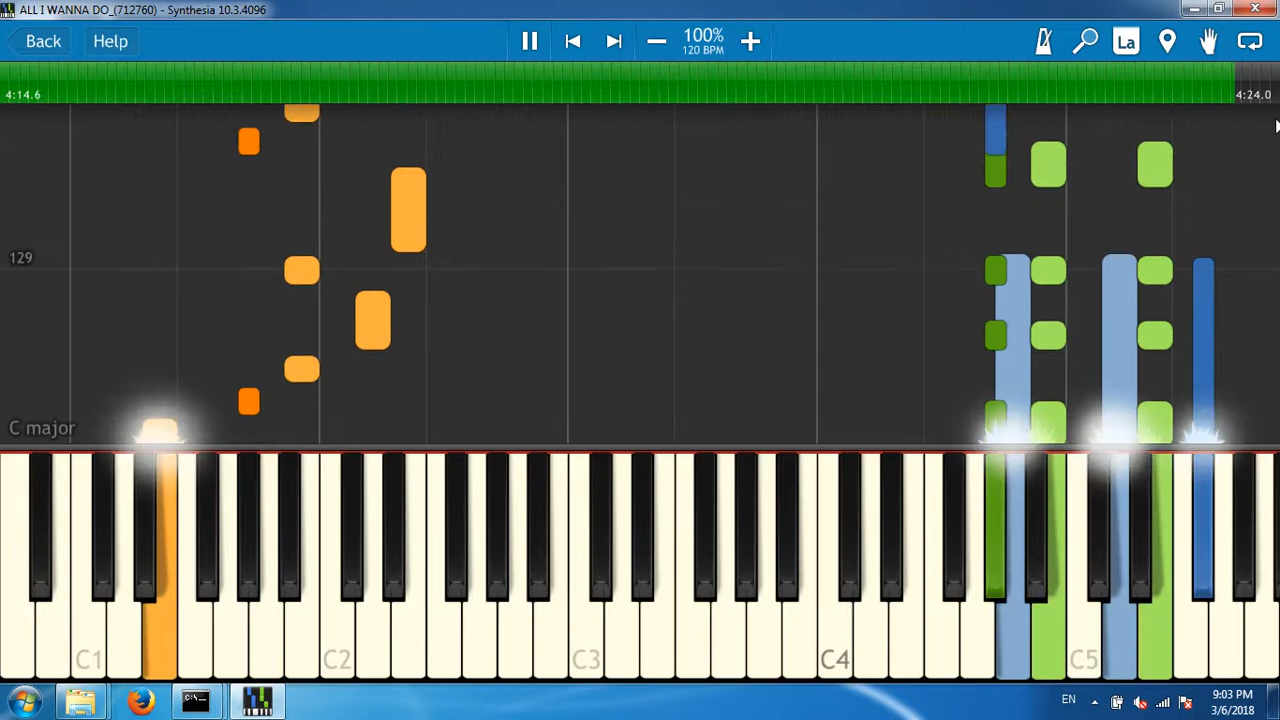 ALL I WANNA DO_(712760) - Synthesia 10.3.4096
Back
Help
100%
120 BPM
La
4:14.6
4:24.0
129
C major
C1
C2
C3
C4
C5
C:\_
EN
9:03 PM
3/6/2018